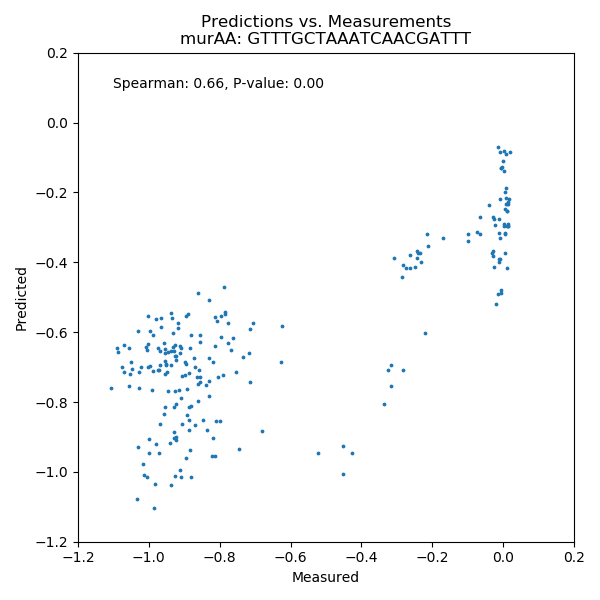 Predictions vs. Measurements
murAA: GTTTGCTAAATCAACGATTT
Spearman: 0.66, P-value: 0.00
0.2
0.0
−0.2
−0.4
−0.6
−0.8
−1.0
−1.2
Predicted
−1.2 −1.0 −0.8 −0.6 −0.4 −0.2 0.0 0.2
Measured